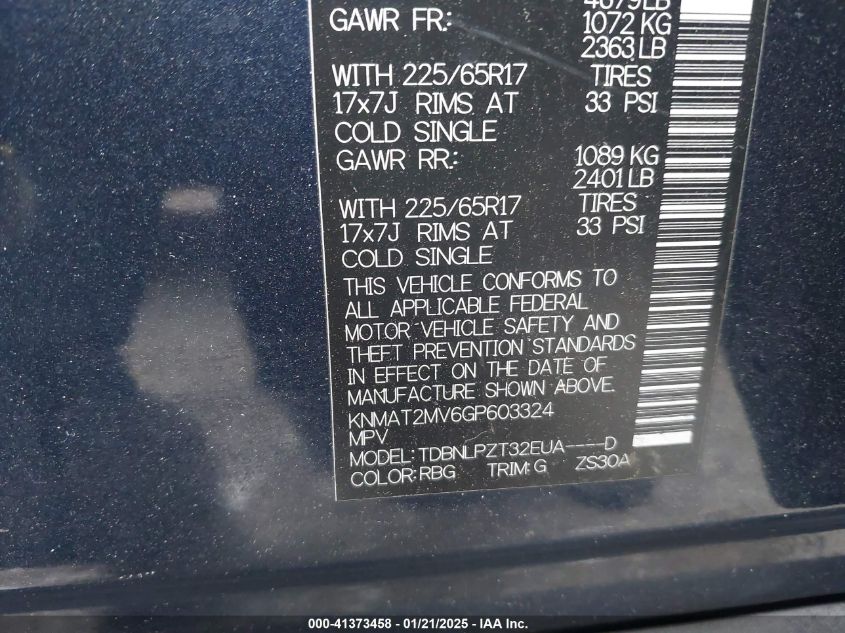 4079LB
GAWR FR: 1072 KG
2363 LB
WITH 225/65R17 TIRES
17x7J RIMS AT 33 PSI
COLD SINGLE
GAWR RR: 1089 KG
2401 LB
WITH 225/65R17 TIRES
17x7J RIMS AT 33 PSI
COLD SINGLE
THIS VEHICLE CONFORMS TO
ALL APPLICABLE FEDERAL
MOTOR VEHICLE SAFETY AND
THEFT PREVENTION STANDARDS
IN EFFECT ON THE DATE OF
MANUFACTURE SHOWN ABOVE.
KNMAT2MV6GP603324
MPV
MODEL: TDBNLPZT32EUA----D
COLOR:RBG TRIM:G ZS30A
000-41373458 - 01/21/2025 - IAA Inc.